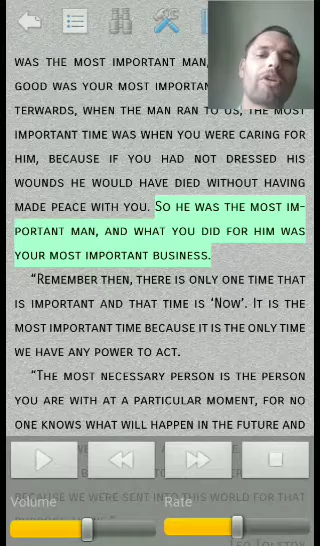 WAS THE MOST IMPORTANT MAN,
GOOD WAS YOUR MOST IMPORTAN
TERWARDS, WHEN THE MAN RAN TO US, THE MOST
IMPORTANT TIME WAS WHEN YOU WERE CARING FOR
HIM, BECAUSE IF YOU HAD NOT DRESSED HIS
WOUNDS HE WOULD HAVE DIED WITHOUT HAVING
MADE PEACE WITH YOU. SO HE WAS THE MOST IM-
PORTANT MAN, AND WHAT YOU DID FOR HIM WAS
YOUR MOST IMPORTANT BUSINESS.
“REMEMBER THEN, THERE IS ONLY ONE TIME THAT
IS IMPORTANT AND THAT TIME IS ‘NOW’. IT IS THE
MOST IMPORTANT TIME BECAUSE IT IS THE ONLY TIME
WE HAVE ANY POWER TO ACT.
“THE MOST NECESSARY PERSON IS THE PERSON
YOU ARE WITH AT A PARTICULAR MOMENT, FOR NO
ONE KNOWS WHAT WILL HAPPEN IN THE FUTURE AND
BECAUSE WE WERE SENT INTO THIS WORLD FOR THAT
Volume Rate
LEO TOLSTOY